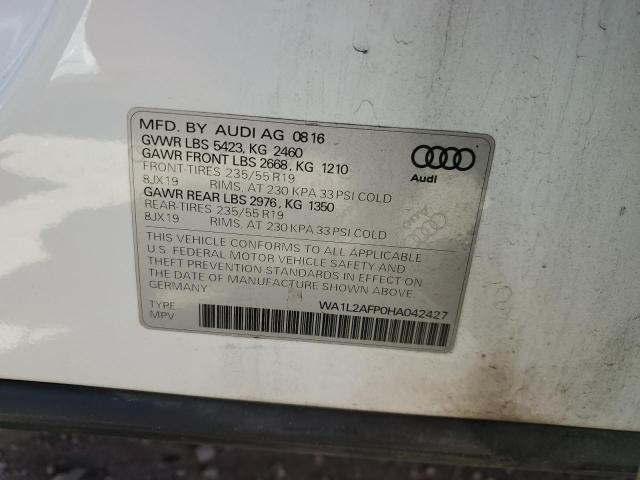 MFD. BY AUDI AG 0816
GVWR LBS 5423, KG 2460
GAWR FRONT LBS 2668, KG 1210
FRONT-TIRES 235/55 R19
8JX19 RIMS, AT 230 KPA 33 PSI COLD
GAWR REAR LBS 2976, KG 1350
REAR-TIRES 235/55 R19
8JX19 RIMS, AT 230 KPA 33 PSI COLD
Audi
Audi
THIS VEHICLE CONFORMS TO ALL APPLICABLE
U.S FEDERAL MOTOR VEHICLE SAFETY AND
THEFT PREVENTION STANDARDS IN EFFECT ON
THE DATE OF MANUFACTURE SHOWN ABOVE.
GERMANY
WA1L2AFP0HA042427
TYPE
MPV